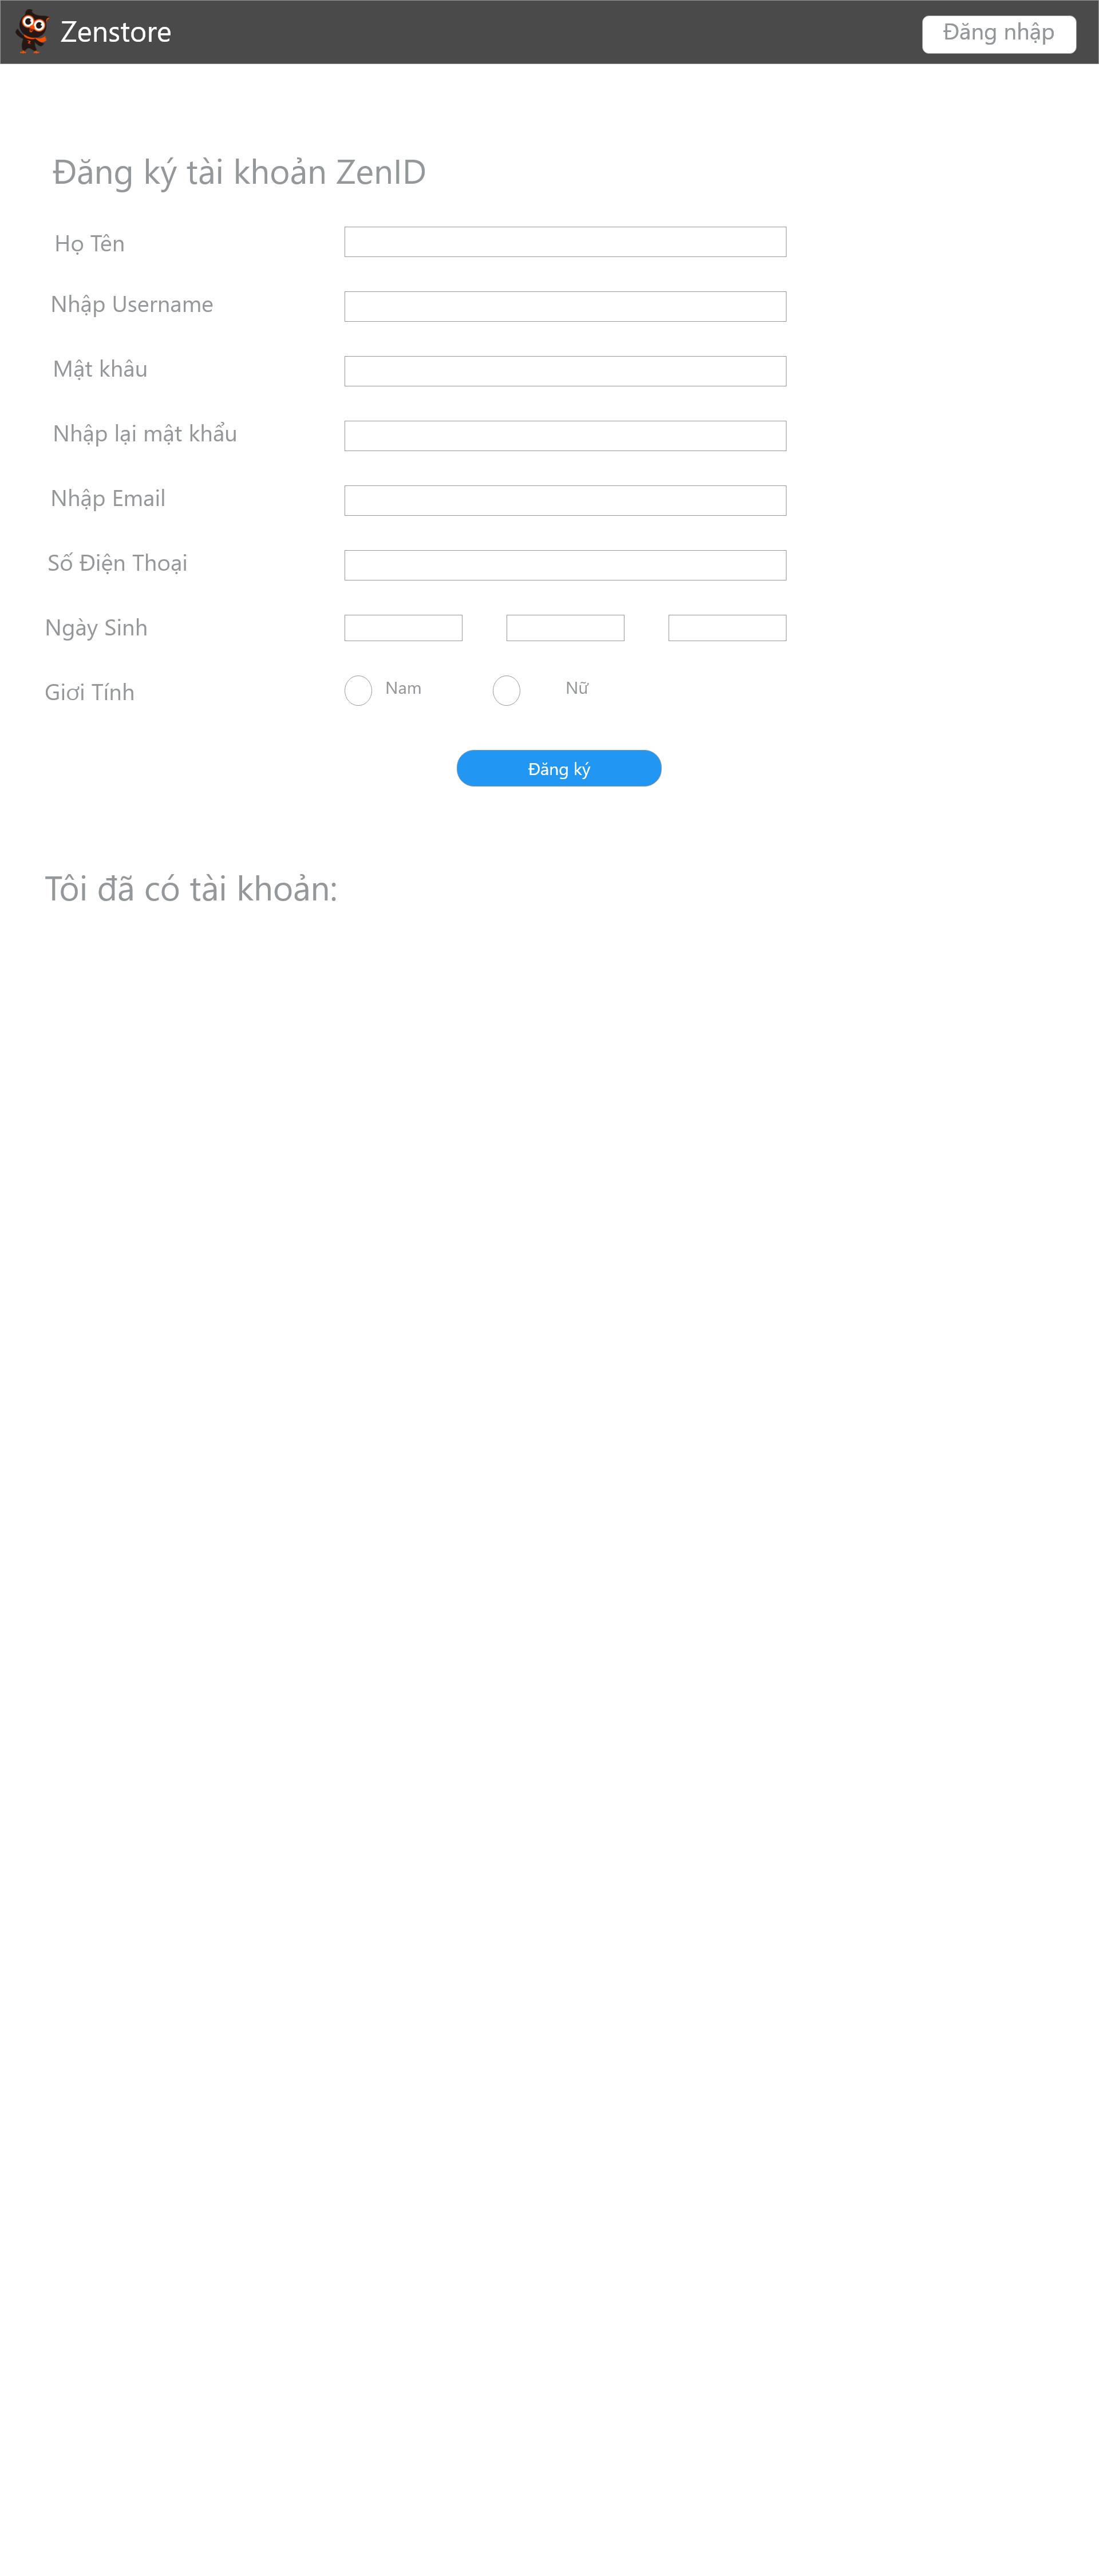 Zenstore
Đăng nhập
Đăng ký tài khoản ZenID
Họ Tên
Nhập Username
Mật khâu
Nhập lại mật khẩu
Nhập Email
Số Điện Thoại
Ngày Sinh
Giơi Tính
Nam
Nữ
Đăng ký
Tôi đã có tài khoản: